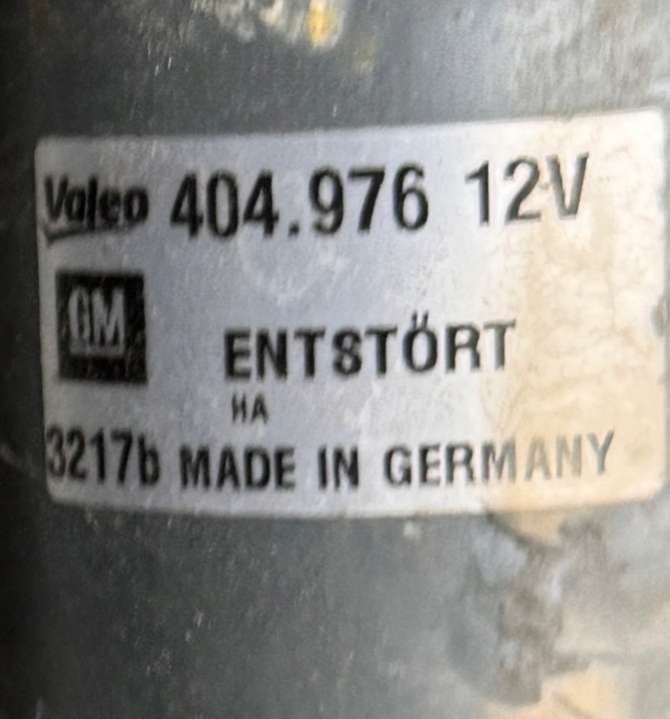 Valeo 404.976 12V
GM
ENTSTÖRT
HA
3217b MADE IN GERMANY